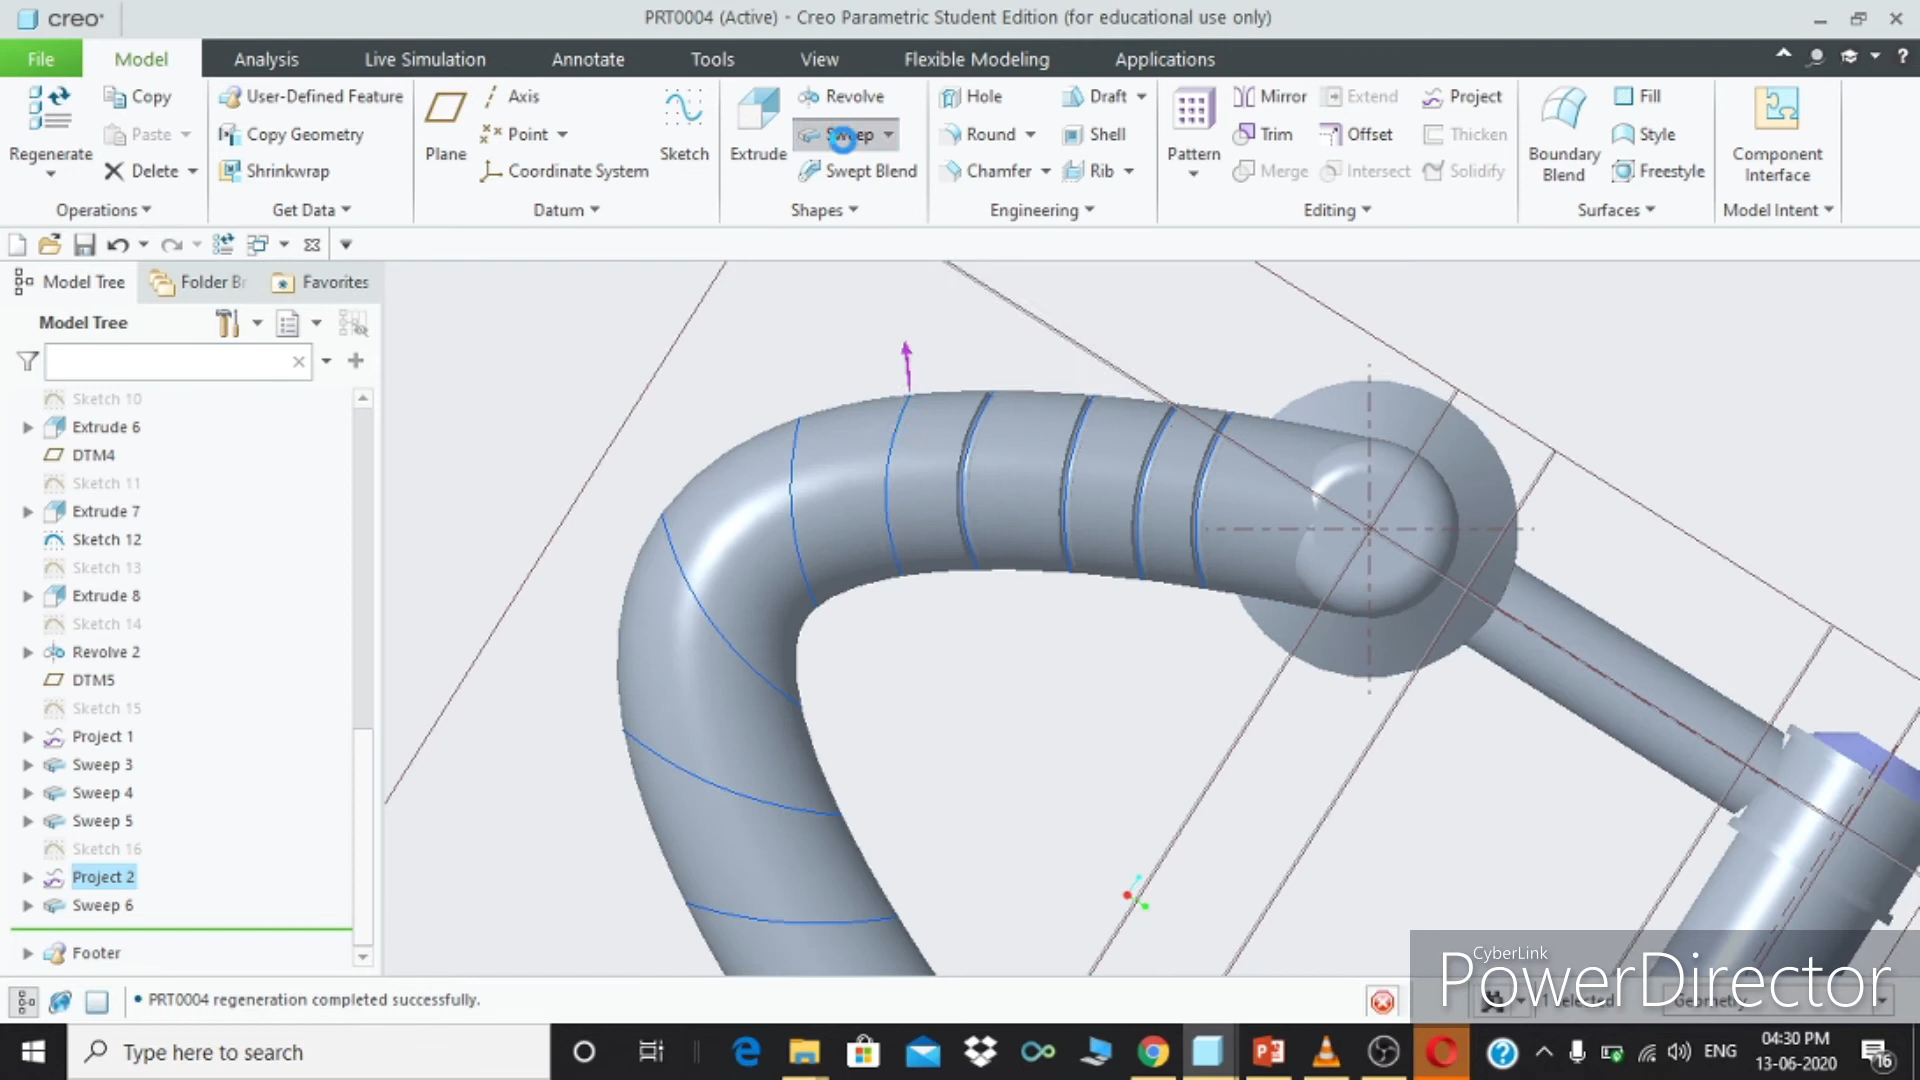 creo
PRT0004 (Active) - Creo Parametric Student Edition (for educational use only)
File
Model
Analysis
Live Simulation
Annotate
Tools
View
Flexible Modeling
Applications
Regenerate
Copy
Paste
Delete
Operations
User-Defined Feature
Copy Geometry
Shrinkwrap
Get Data
Plane
Axis
Point
Coordinate System
Sketch
Datum
Extrude
Revolve
Sweep
Swept Blend
Shapes
Hole
Round
Chamfer
Draft
Shell
Rib
Engineering
Pattern
Mirror
Trim
Merge
Extend
Offset
Intersect
Project
Thicken
Solidify
Editing
Boundary
Blend
Fill
Style
Freestyle
Surfaces
Component
Interface
Model Intent
Model Tree
Folder Br
Favorites
Model Tree
Sketch 10
Extrude 6
DTM4
Sketch 11
Extrude 7
Sketch 12
Sketch 13
Extrude 8
Sketch 14
Revolve 2
DTM5
Sketch 15
Project 1
Sweep 3
Sweep 4
Sweep 5
Sketch 16
Project 2
Sweep 6
Footer
PRT0004 regeneration completed successfully.
1 selected
Geometry
CyberLink
PowerDirector
Type here to search
ENG
04:30 PM
13-06-2020
16